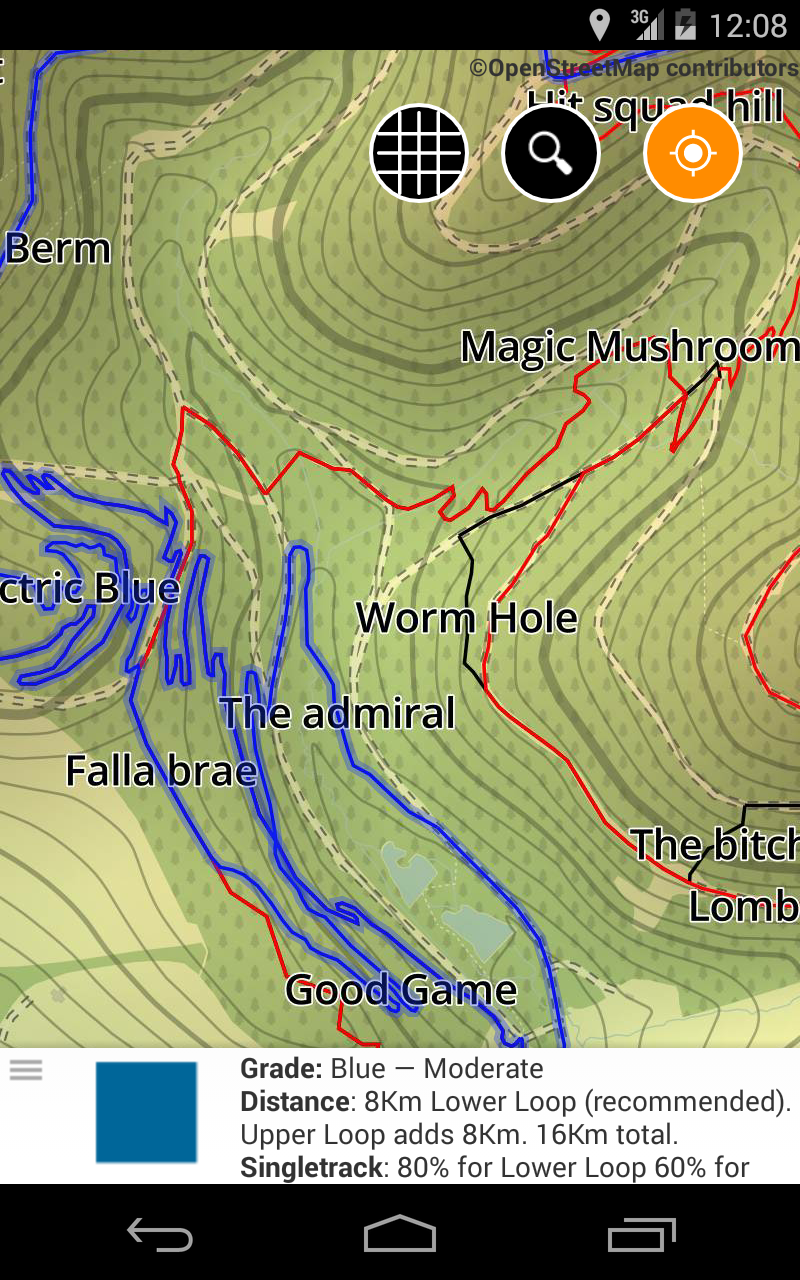 3G 12:08
©OpenStreetMap contributors
Hit squad hill
Berm
Magic Mushroom
ctric Blue
Worm Hole
The admiral
Falla brae
The bitch
Lomb
Good Game
Grade: Blue — Moderate
Distance: 8Km Lower Loop (recommended).
Upper Loop adds 8Km. 16Km total.
Singletrack: 80% for Lower Loop 60% for